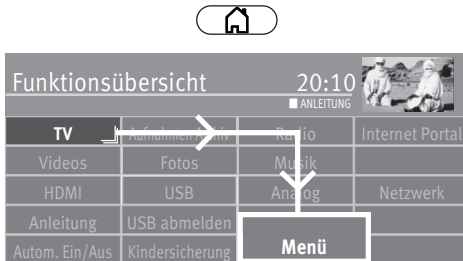 Funktionsübersicht 20:10
ANLEITUNG
TV Aufnahmen Archiv Radio Internet Portal
Videos Fotos Musik
HDMI USB Analog Netzwerk
Anleitung USB abmelden
Autom. Ein/Aus Kindersicherung Menü